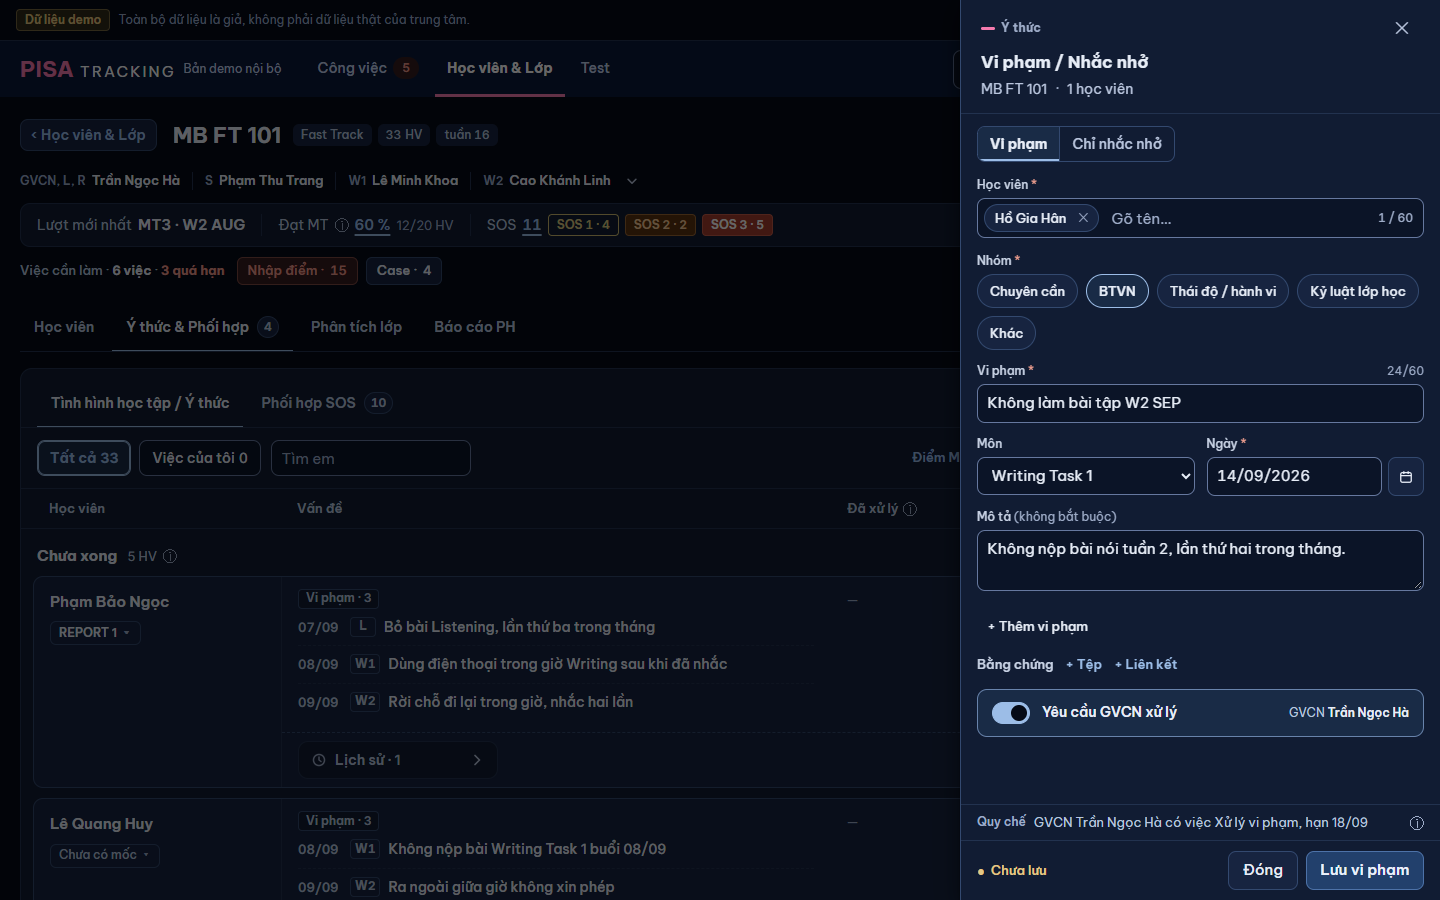 Dữ liệu demo Toàn bộ dữ liệu là giả, không phải dữ liệu thật của trung tâm.
PISA TRACKING Bản demo nội bộ Công việc 5 Học viên & Lớp Test
‹ Học viên & Lớp MB FT 101 Fast Track 33 HV tuần 16
GVCN, L, R Trần Ngọc Hà S Phạm Thu Trang W1 Lê Minh Khoa W2 Cao Khánh Linh
Lượt mới nhất MT3 · W2 AUG Đạt MT 60 % 12/20 HV SOS 11 SOS 1 · 4 SOS 2 · 2 SOS 3 · 5
Việc cần làm · 6 việc · 3 quá hạn Nhập điểm · 15 Case · 4
Học viên Ý thức & Phối hợp 4 Phân tích lớp Báo cáo PH
Tình hình học tập / Ý thức Phối hợp SOS 10
Tất cả 33 Việc của tôi 0 Tìm em Điểm M
Học viên Vấn đề Đã xử lý
Chưa xong 5 HV
Phạm Bảo Ngọc
REPORT 1
Vi phạm · 3
—
07/09 L Bỏ bài Listening, lần thứ ba trong tháng
08/09 W1 Dùng điện thoại trong giờ Writing sau khi đã nhắc
09/09 W2 Rời chỗ đi lại trong giờ, nhắc hai lần
Lịch sử · 1
Lê Quang Huy
Chưa có mốc
Vi phạm · 3
—
08/09 W1 Không nộp bài Writing Task 1 buổi 08/09
09/09 W2 Ra ngoài giữa giờ không xin phép
Ý thức
Vi phạm / Nhắc nhở
MB FT 101 · 1 học viên
Vi phạm Chỉ nhắc nhở
Học viên *
Hồ Gia Hân Gõ tên... 1 / 60
Nhóm *
Chuyên cần BTVN Thái độ / hành vi Kỷ luật lớp học
Khác
Vi phạm * 24/60
Không làm bài tập W2 SEP
Môn Ngày *
Writing Task 1 14/09/2026
Mô tả (không bắt buộc)
Không nộp bài nói tuần 2, lần thứ hai trong tháng.
+ Thêm vi phạm
Bằng chứng + Tệp + Liên kết
Yêu cầu GVCN xử lý GVCN Trần Ngọc Hà
Quy chế GVCN Trần Ngọc Hà có việc Xử lý vi phạm, hạn 18/09
Chưa lưu Đóng Lưu vi phạm